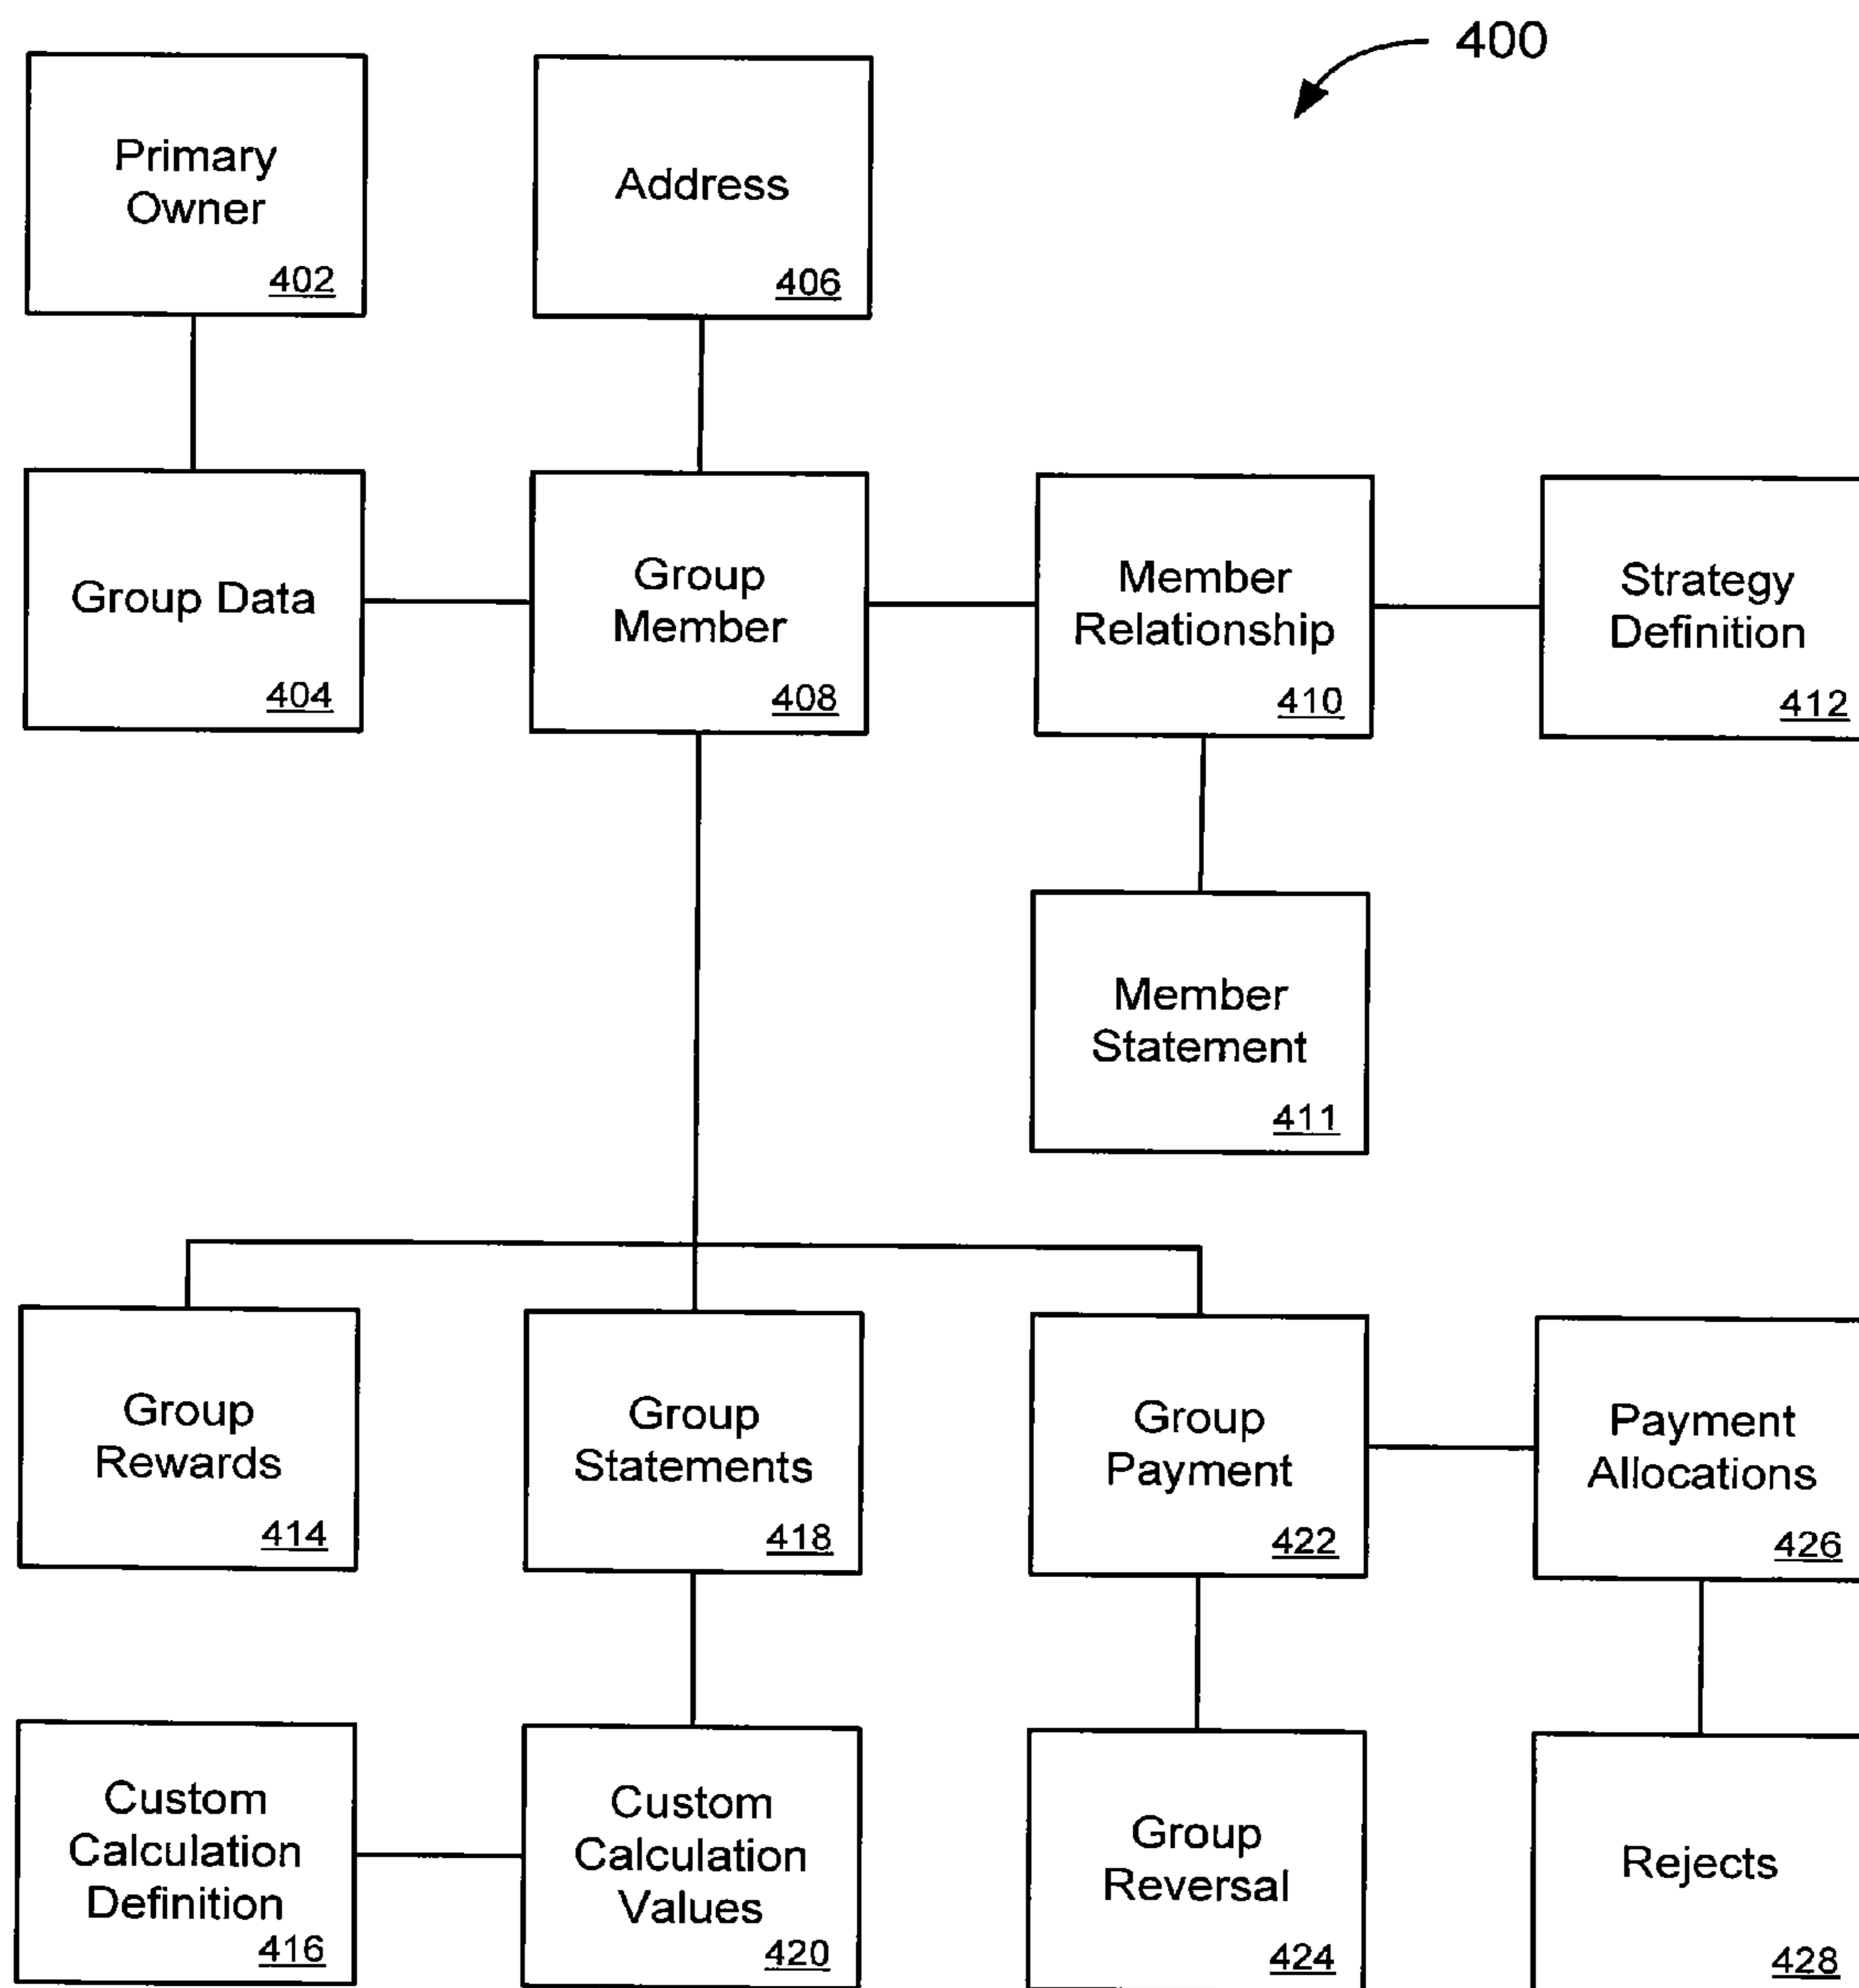 400
Primary
Owner
402
Address
406
Group Data
404
Group
Member
408
Member
Relationship
410
Strategy
Definition
412
Member
Statement
411
Group
Rewards
414
Group
Statements
418
Group
Payment
422
Payment
Allocations
426
Custom
Calculation
Definition
416
Custom
Calculation
Values
420
Group
Reversal
424
Rejects
428